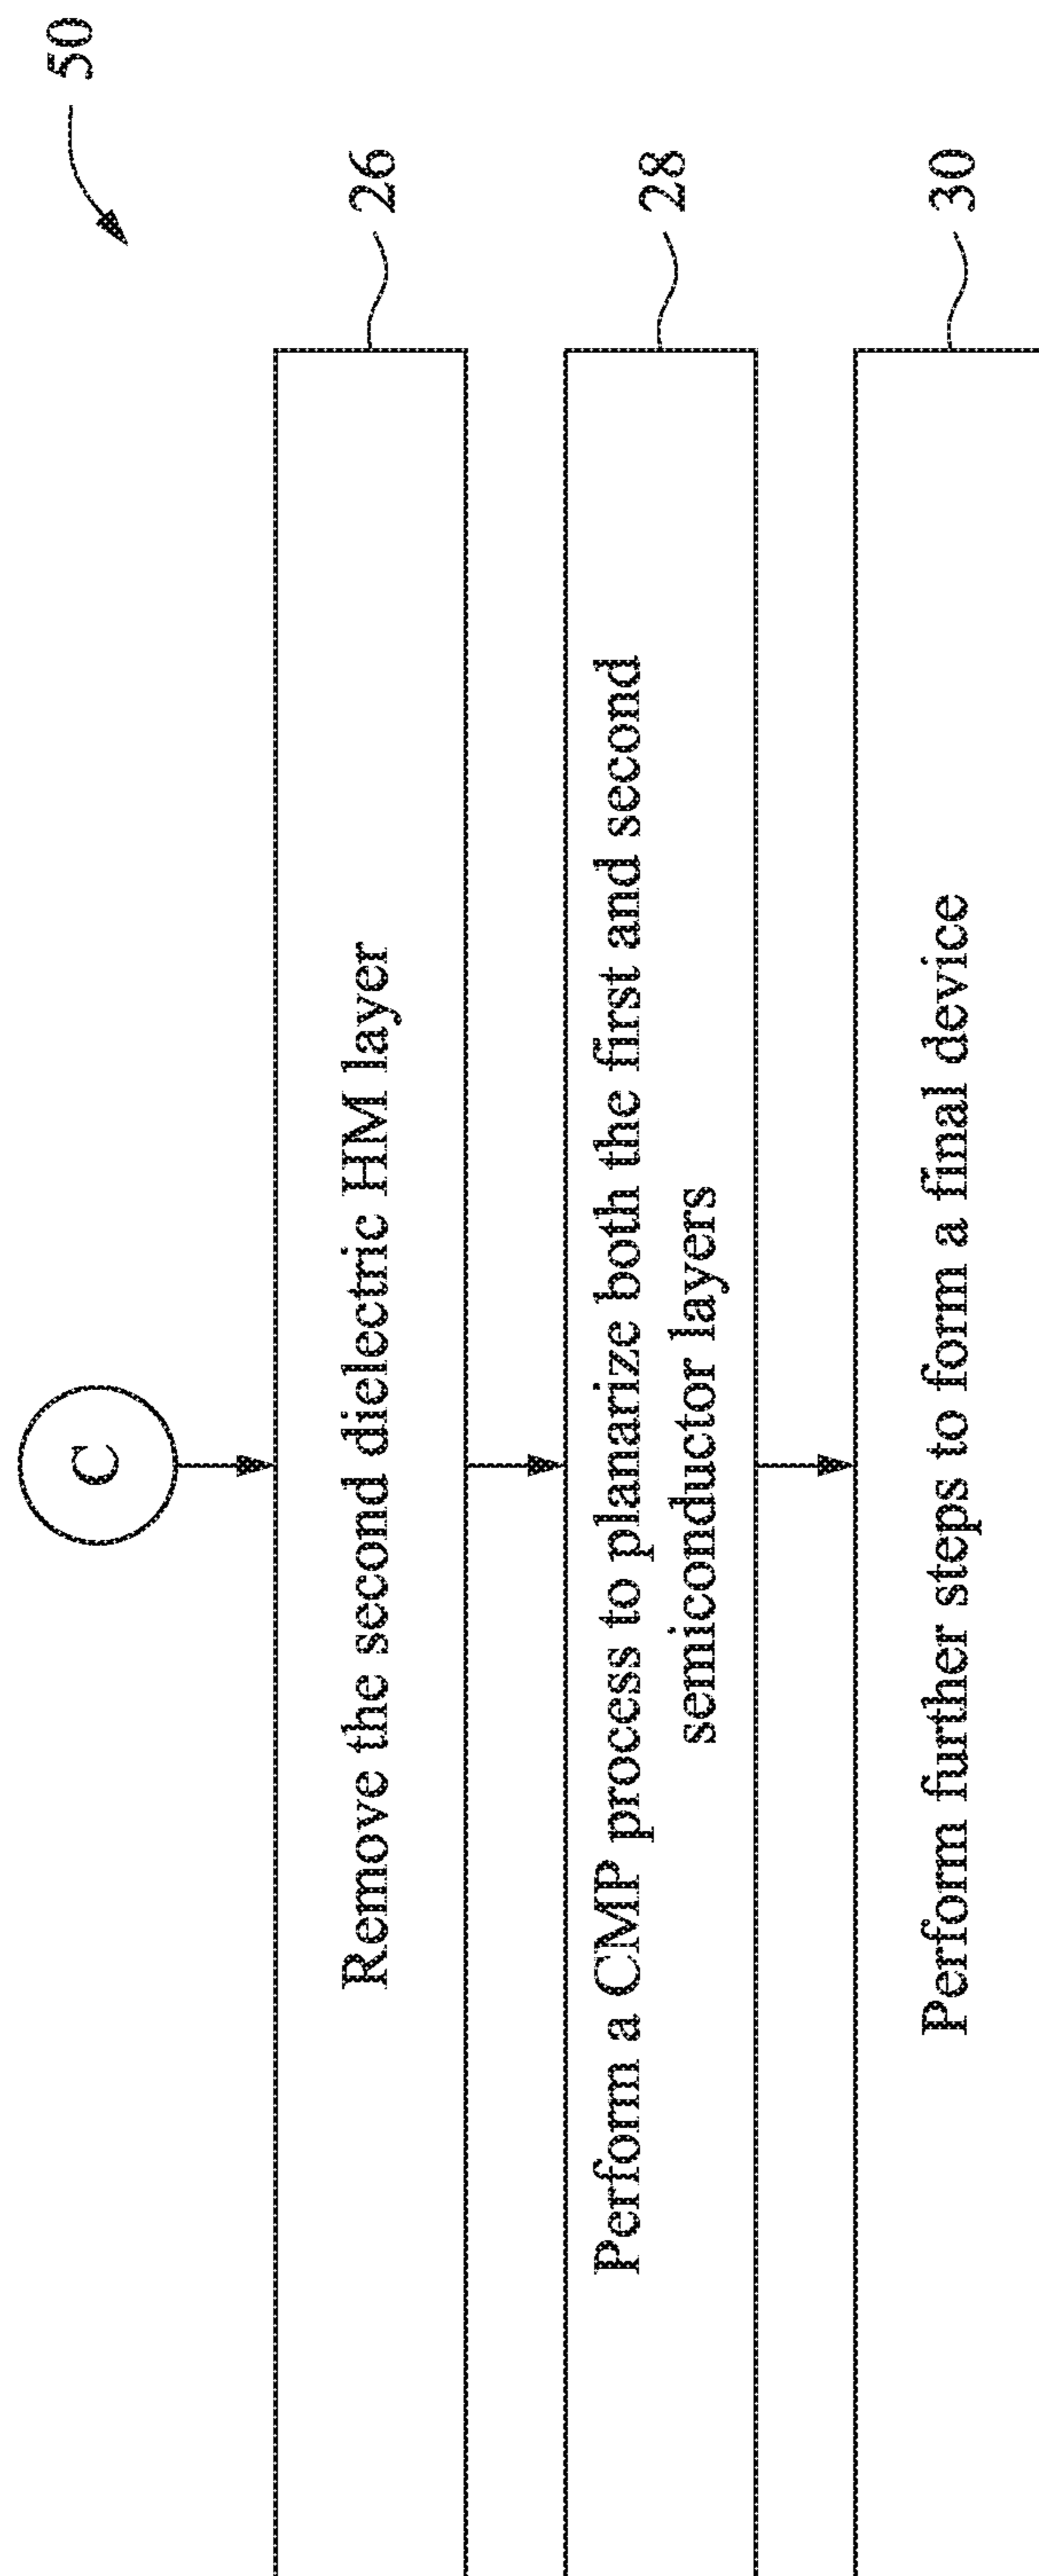 50
C
Remove the second dielectric HM layer
26
Perform a CMP process to planarize both the first and second
semiconductor layers
28
Perform further steps to form a final device
30